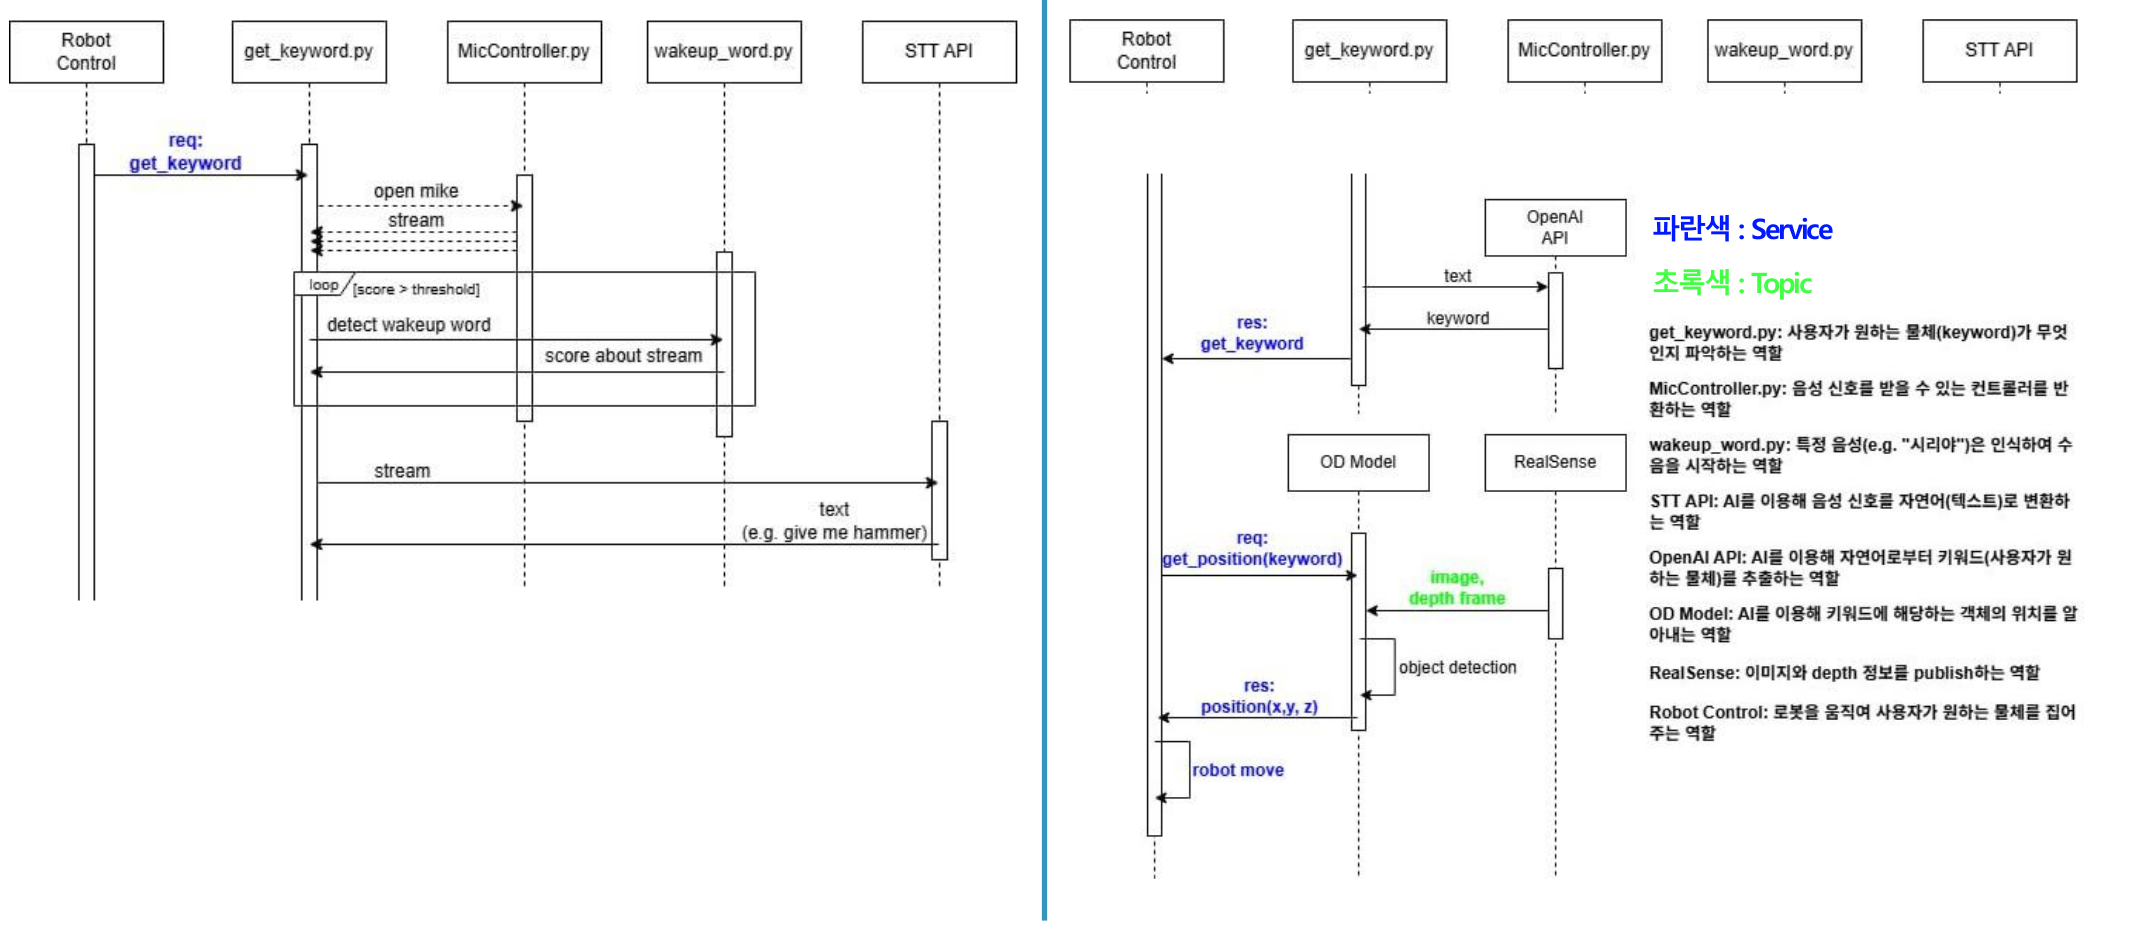 Robot
Control
get_keyword.py
MicController.py
wakeup_word.py
STT API
req:
get_keyword
open mike
stream
loop
[score > threshold]
detect wakeup word
score about stream
stream
text
(e.g. give me hammer)
Robot
Control
get_keyword.py
MicController.py
wakeup_word.py
STT API
OpenAI
API
text
keyword
res:
get_keyword
OD Model
RealSense
req:
get_position(keyword)
image,
depth frame
object detection
res:
position(x,y, z)
robot move
파란색 : Service
초록색 : Topic
get_keyword.py: 사용자가 원하는 물체(keyword)가 무엇
인지 파악하는 역할
MicController.py: 음성 신호를 받을 수 있는 컨트롤러를 반
환하는 역할
wakeup_word.py: 특정 음성(e.g. "시리야")은 인식하여 수
음을 시작하는 역할
STT API: AI를 이용해 음성 신호를 자연어(텍스트)로 변환하
는 역할
OpenAI API: AI를 이용해 자연어로부터 키워드(사용자가 원
하는 물체)를 추출하는 역할
OD Model: AI를 이용해 키워드에 해당하는 객체의 위치를 알
아내는 역할
RealSense: 이미지와 depth 정보를 publish하는 역할
Robot Control: 로봇을 움직여 사용자가 원하는 물체를 집어
주는 역할